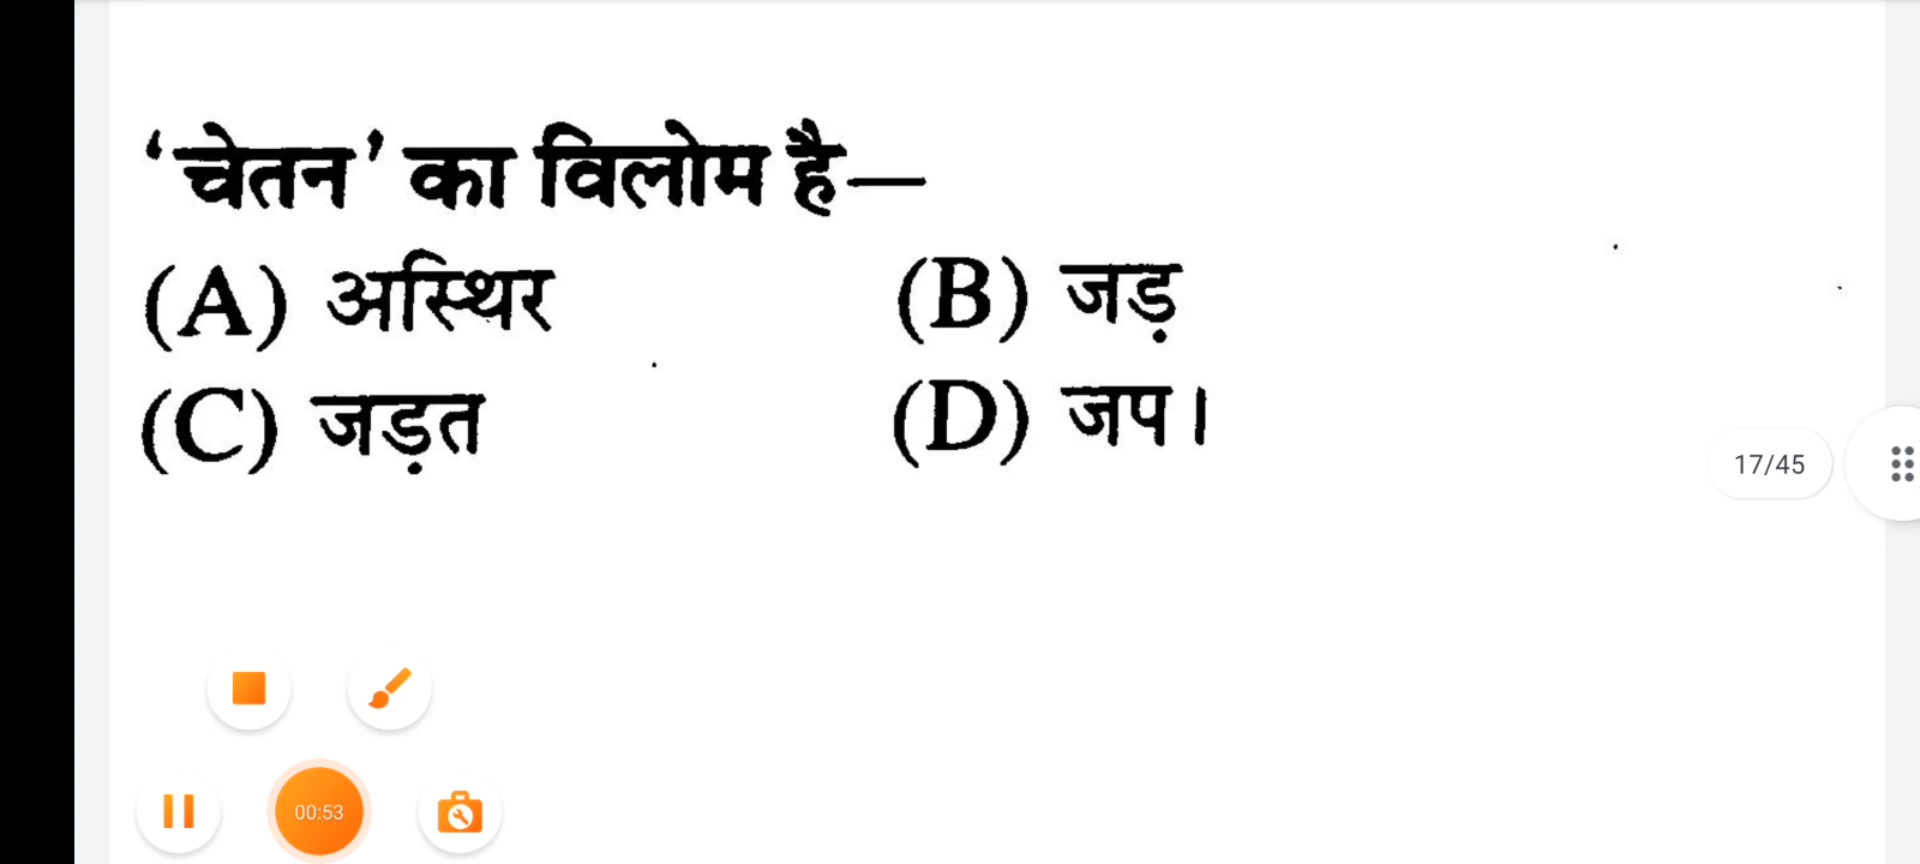 ‘चेतन’ का विलोम है—
(A) अस्थिर (B) जड़
(C) जड़त (D) जप।
17/45
00:53